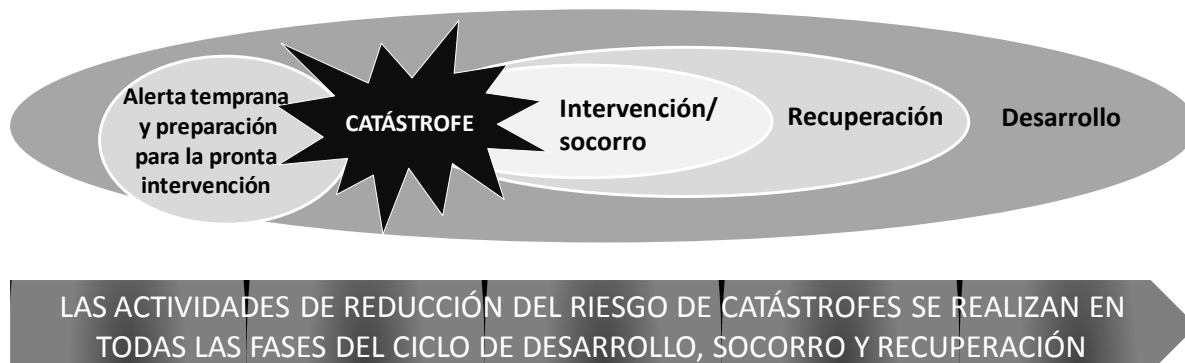 Alerta temprana
y preparación
para la pronta
intervención
CATÁSTROFE
Intervención/
socorro
Recuperación
Desarrollo
LAS ACTIVIDADES DE REDUCCIÓN DEL RIESGO DE CATÁSTROFES SE REALIZAN EN
TODAS LAS FASES DEL CICLO DE DESARROLLO, SOCORRO Y RECUPERACIÓN